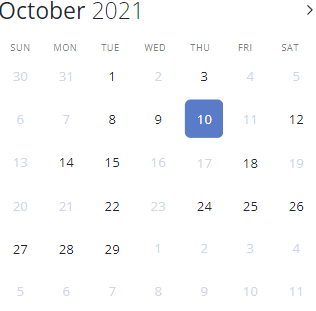 October 2021
SUN MON TUE WED THU FRI SAT
30 31 1 2 3 4 5
6 7 8 9 10 11 12
13 14 15 16 17 18 19
20 21 22 23 24 25 26
27 28 29 1 2 3 4
5 6 7 8 9 10 11